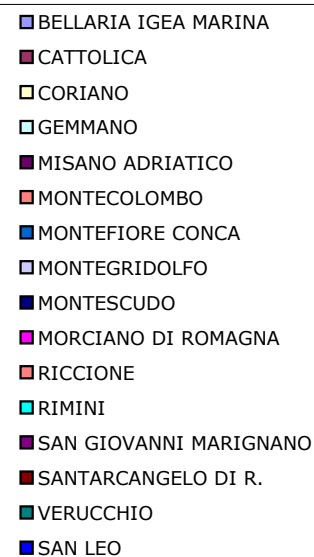 BELLARIA IGEA MARINA
CATTOLICA
CORIANO
GEMMANO
MISANO ADRIATICO
MONTECOLOMBO
MONTEFIORE CONCA
MONTEGRIDOLFO
MONTESCUDO
MORCIANO DI ROMAGNA
RICCIONE
RIMINI
SAN GIOVANNI MARIGNANO
SANTARCANGELO DI R.
VERUCCHIO
SAN LEO